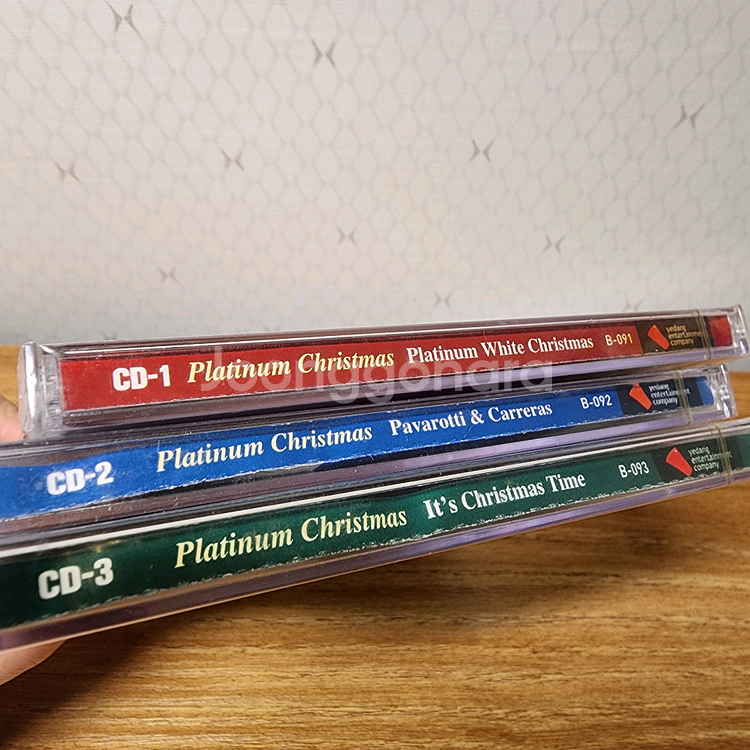 CD-1 Platinum Christmas Platinum White Christmas B-091 yedang entertainment company
joonggonara
CD-2 Platinum Christmas Pavarotti & Carreras B-092 yedang entertainment company
CD-3 Platinum Christmas It's Christmas Time B-093 yedang entertainment company